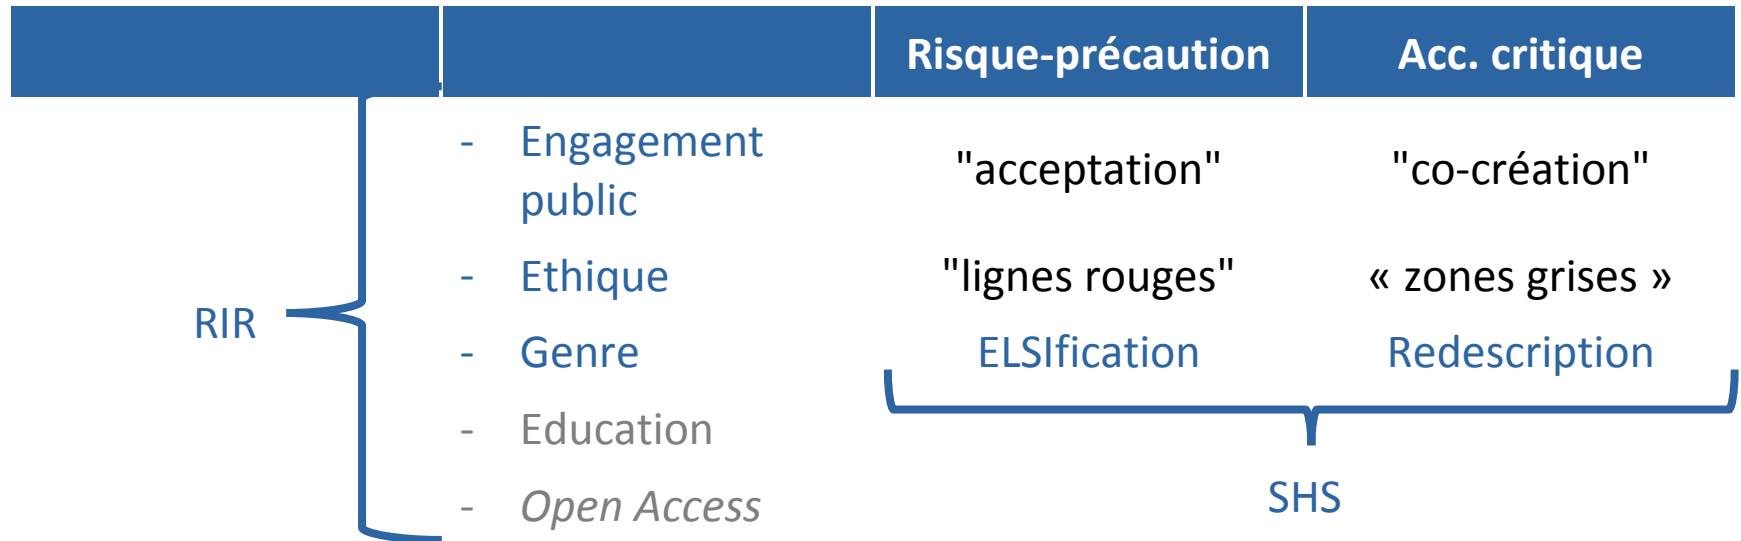 Risque-précaution Acc. critique
- Engagement public "acceptation" "co-création"
- Ethique "lignes rouges" « zones grises »
RIR
- Genre ELSIfication Redescription
- Education
SHS
- Open Access